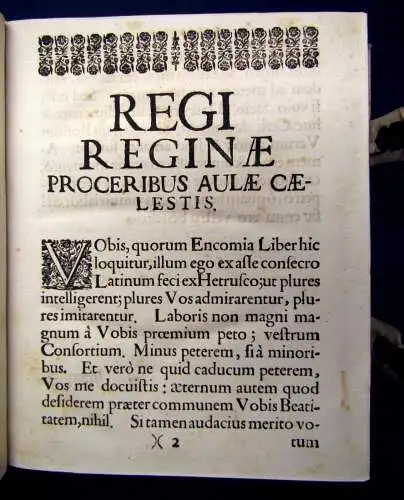 REGI
REGINÆ
PROCERIBUS AULÆ CÆ-
LESTIS.
VObis, quorum Encomia Liber hic
loquitur, illum ego ex asse consecro
Latinum feci ex Hetrusco; ut plures
intelligerent; plures Vos admirarentur, plu-
res imitarentur. Laboris non magni ma-
gnum à Vobis prœmium peto; vestrum
Consortium. Minus peterem, si à minori-
bus. Et verò ne quid caducum peterem,
Vos me docuistis: æternum autem quod
desiderem præter communem Vobis Beati-
tatem, nihil. Si tamen audacius merito vo-
)( 2 tum